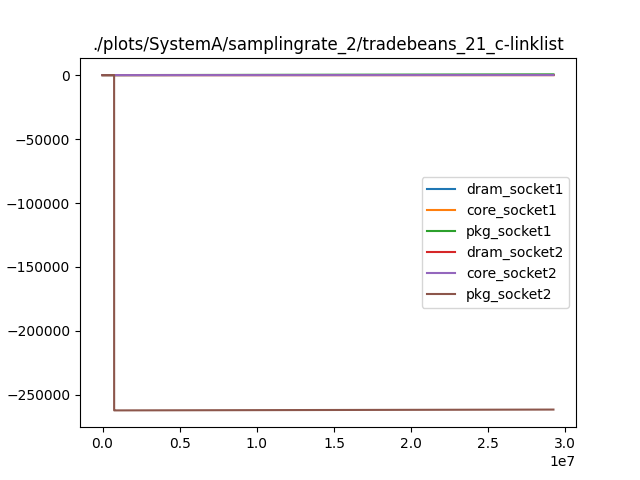 ./plots/SystemA/samplingrate_2/tradebeans_21_c-linklist
0
−50000
−100000
−150000
−200000
−250000
dram_socket1
core_socket1
pkg_socket1
dram_socket2
core_socket2
pkg_socket2
0.0 0.5 1.0 1.5 2.0 2.5 3.0
1e7